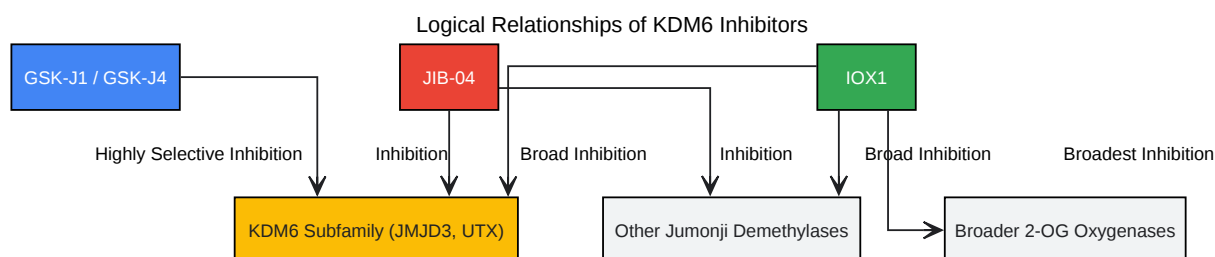 Logical Relationships of KDM6 Inhibitors
GSK-J1 / GSK-J4
JIB-04
IOX1
Highly Selective Inhibition
Inhibition
Broad Inhibition
Inhibition
Broad Inhibition
Broadest Inhibition
KDM6 Subfamily (JMJD3, UTX)
Other Jumonji Demethylases
Broader 2-OG Oxygenases